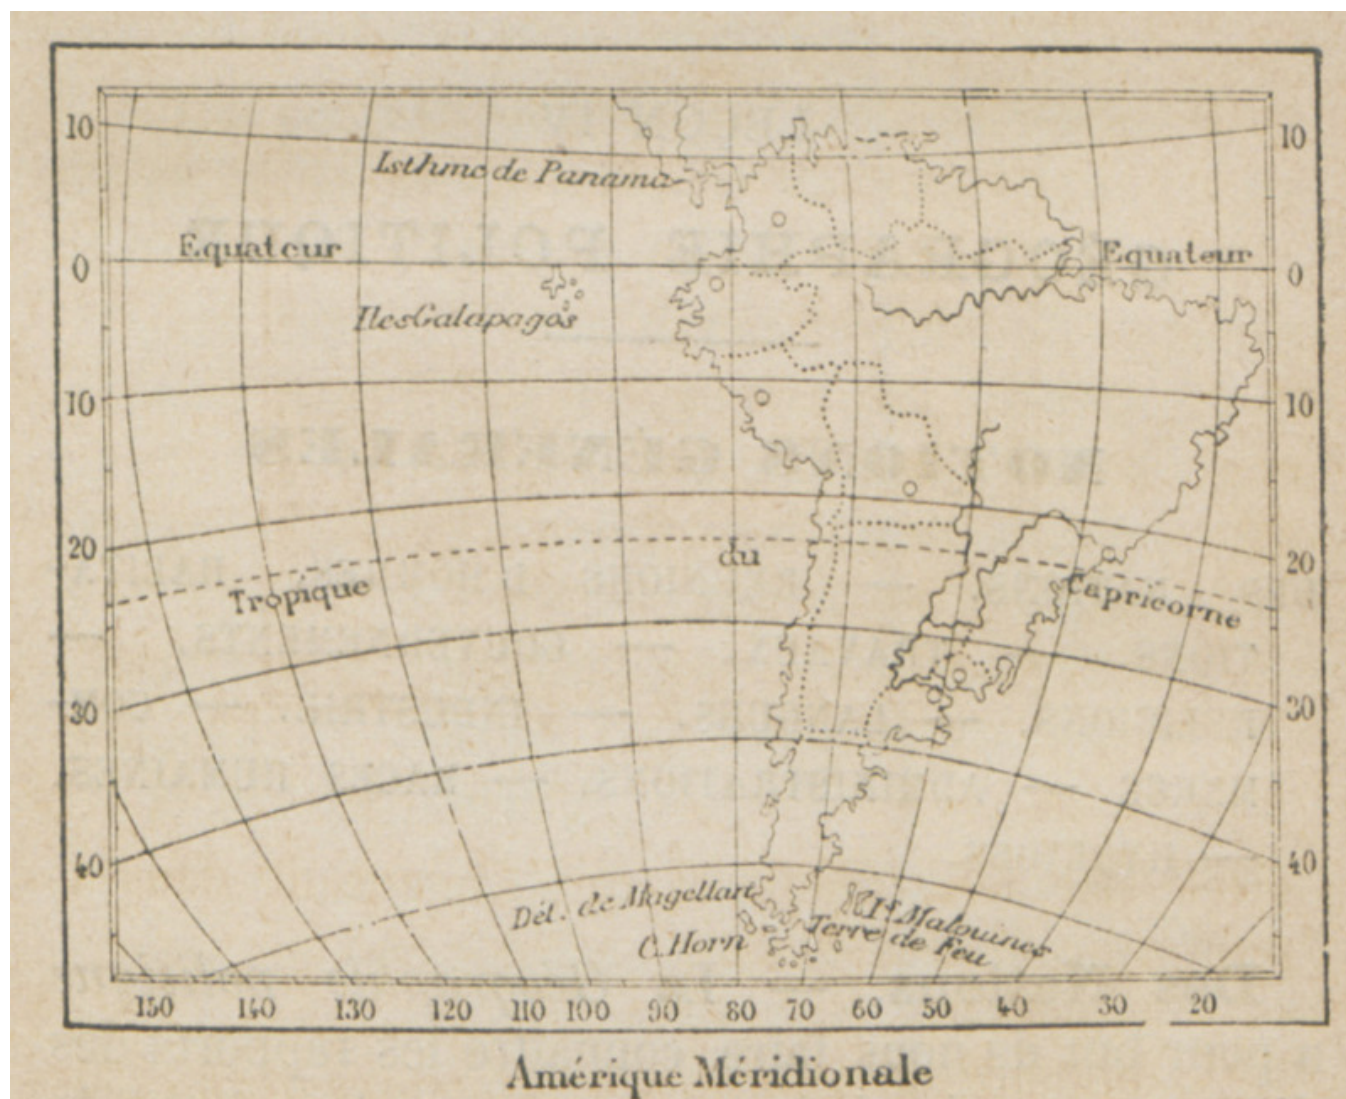 10 10
Isthme de Panama
Equateur Equateur
0 0
Iles Galapagos
10 10
20 du 20
Tropique Capricorne
30 30
40 40
Dét. de Magellan
Is Malouines
C. Horn Terre de Feu
150 140 130 120 110 100 90 80 70 60 50 40 30 20
Amérique Méridionale